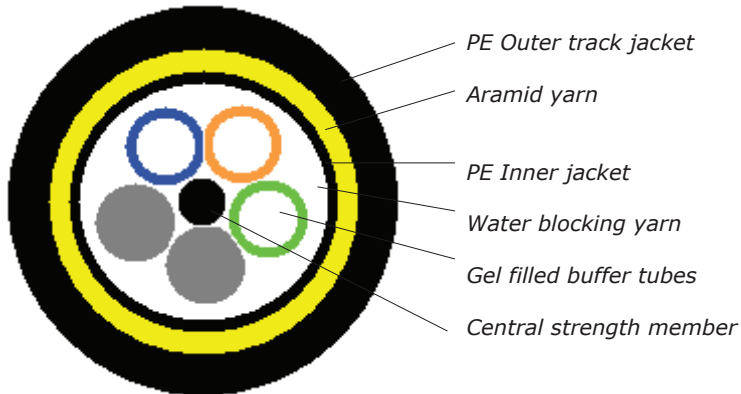 PE Outer track jacket
Aramid yarn
PE Inner jacket
Water blocking yarn
Gel filled buffer tubes
Central strength member